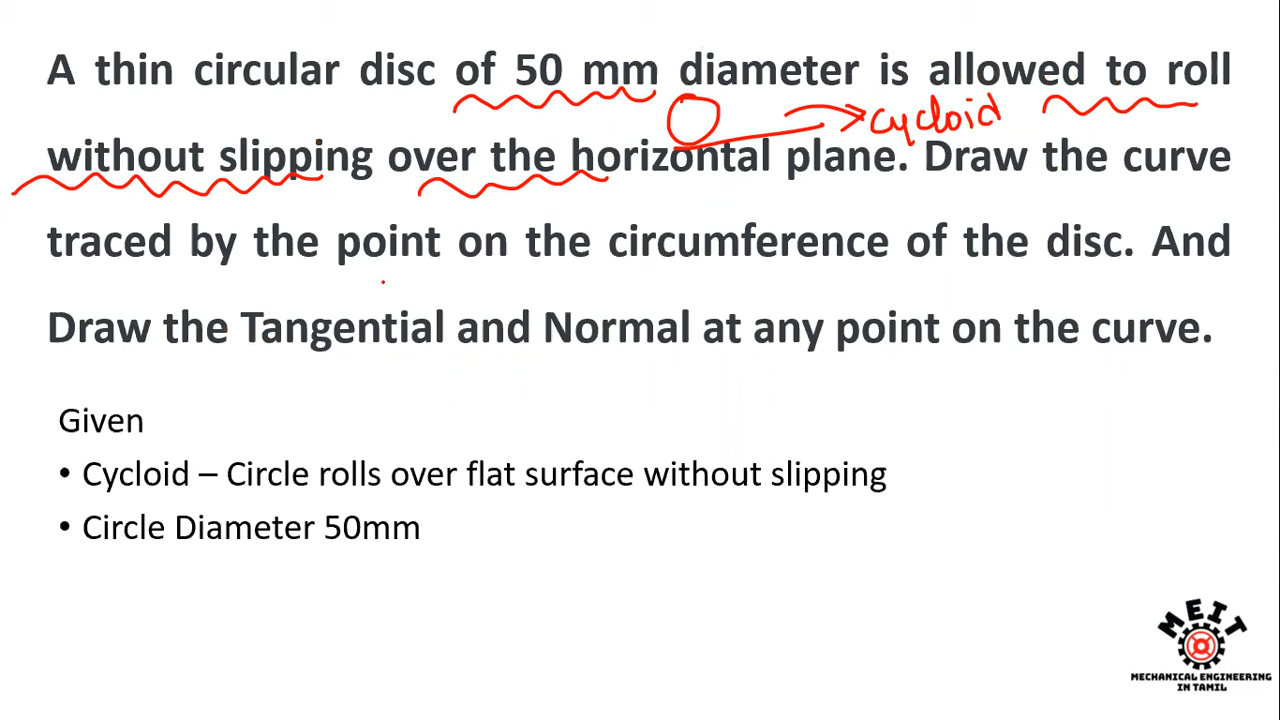 A thin circular disc of 50 mm diameter is allowed to roll
cycloid
without slipping over the horizontal plane. Draw the curve
traced by the point on the circumference of the disc. And
Draw the Tangential and Normal at any point on the curve.
Given
• Cycloid – Circle rolls over flat surface without slipping
• Circle Diameter 50mm
MEIT
MECHANICAL ENGINEERING
IN TAMIL